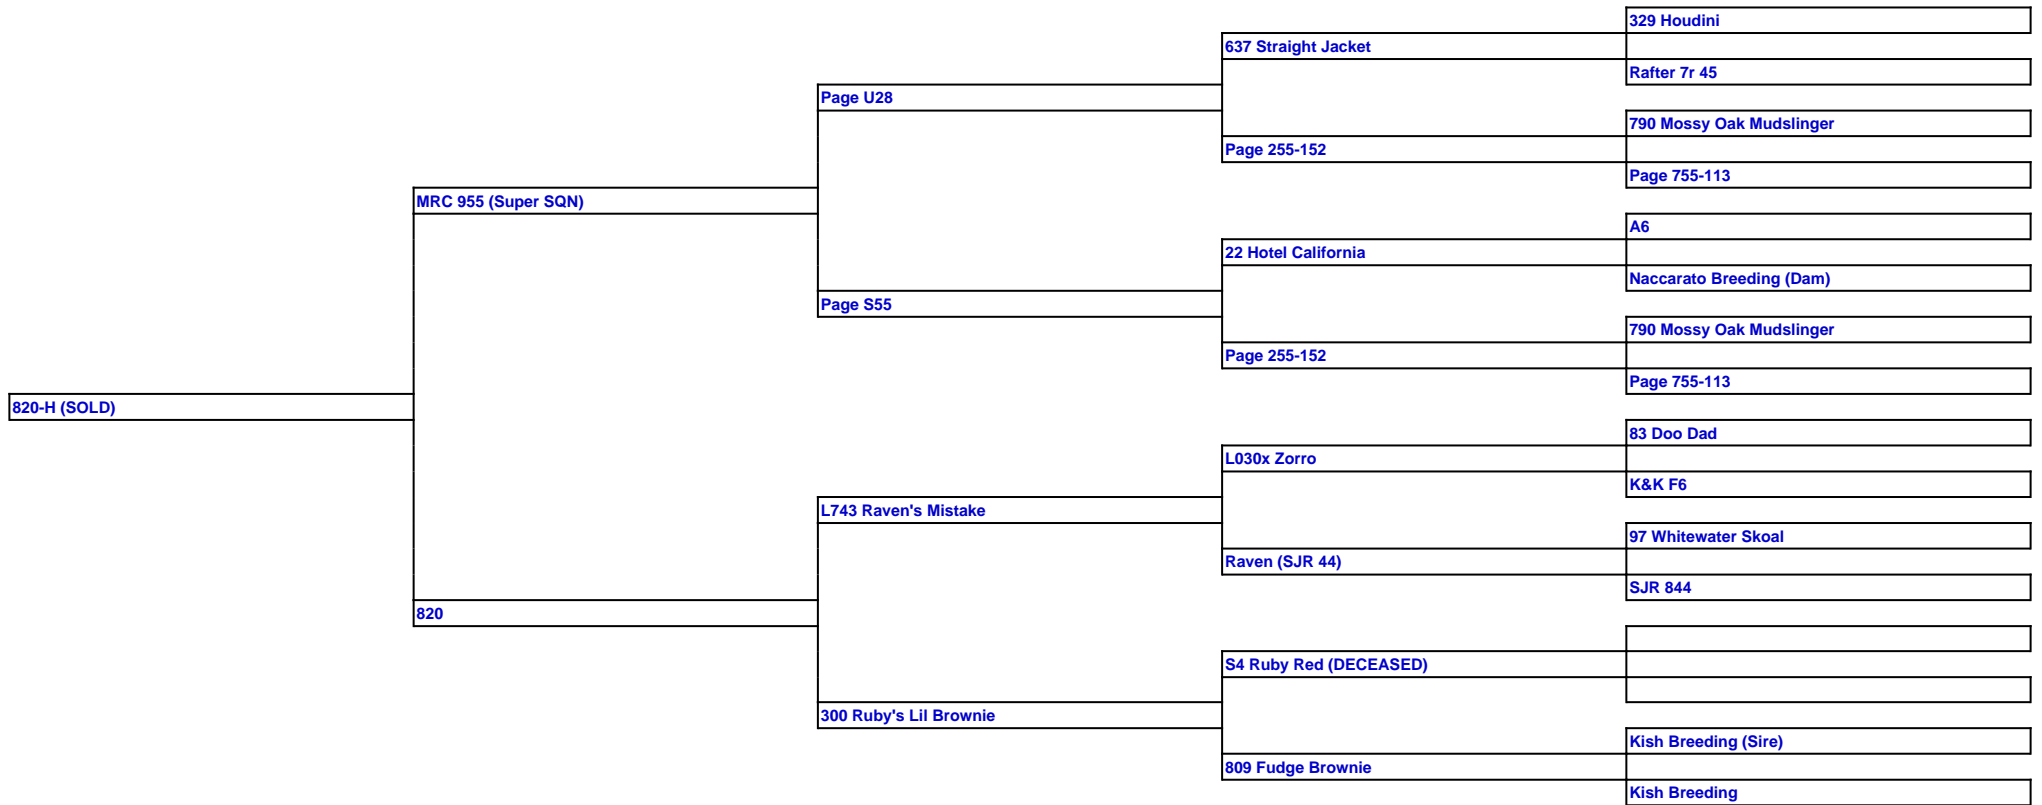 329 Houdini
637 Straight Jacket
Rafter 7r 45
Page U28
790 Mossy Oak Mudslinger
Page 255-152
Page 755-113
MRC 955 (Super SQN)
A6
22 Hotel California
Naccarato Breeding (Dam)
Page S55
790 Mossy Oak Mudslinger
Page 255-152
Page 755-113
820-H (SOLD)
83 Doo Dad
L030x Zorro
K&K F6
L743 Raven's Mistake
97 Whitewater Skoal
Raven (SJR 44)
SJR 844
820
S4 Ruby Red (DECEASED)
300 Ruby's Lil Brownie
Kish Breeding (Sire)
809 Fudge Brownie
Kish Breeding